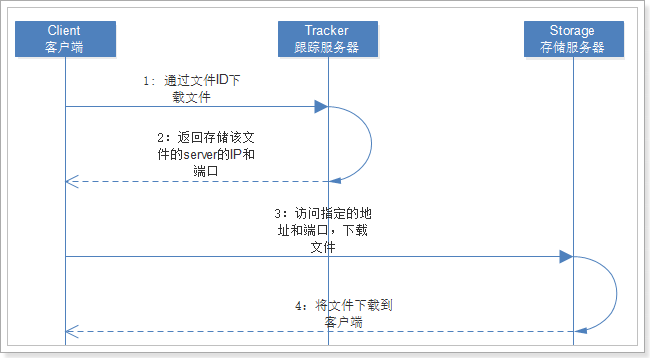 Client
客户端
Tracker
跟踪服务器
Storage
存储服务器
1: 通过文件ID下
载文件
2：返回存储该文
件的server的IP和
端口
3：访问指定的地
址和端口，下载
文件
4：将文件下载到
客户端